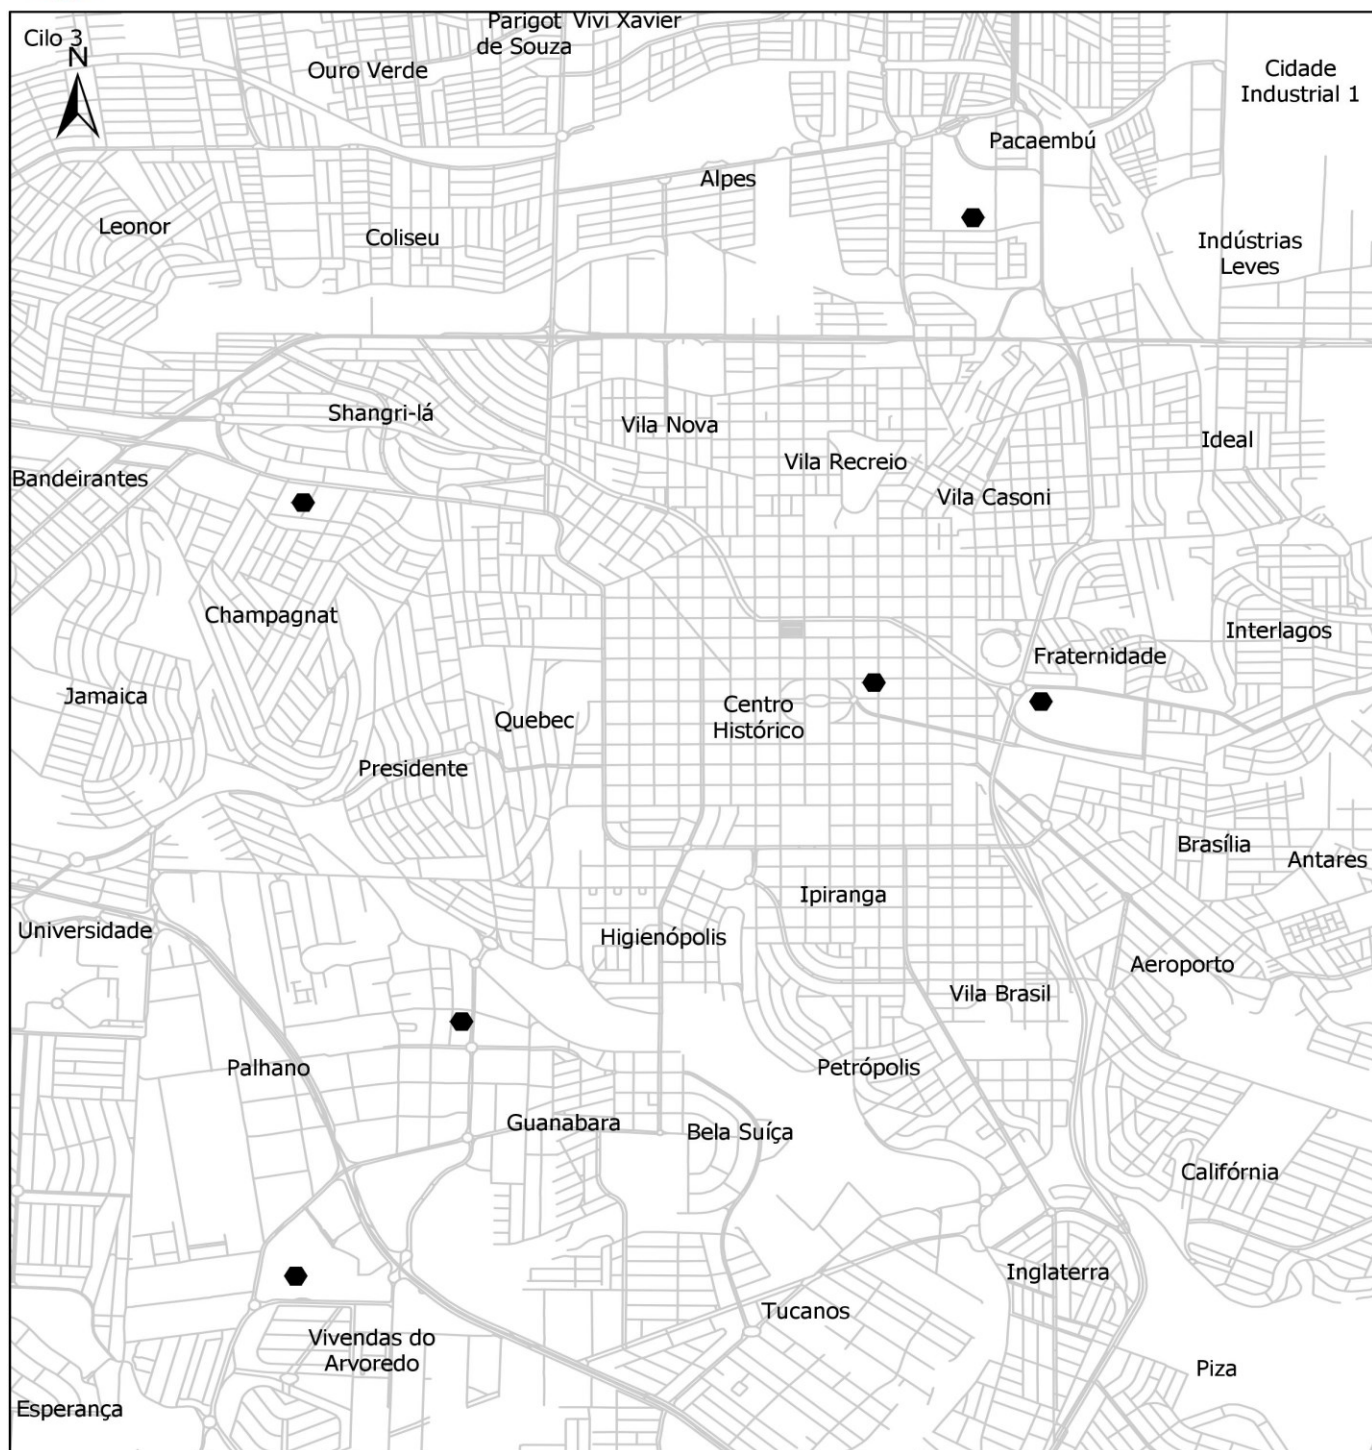 Parigot Vivi Xavier
de Souza
Cilo 3
N
Ouro Verde
Cidade
Industrial 1
Pacaembú
Alpes
Leonor
Coliseu
Indústrias
Leves
Shangri-lá
Vila Nova
Ideal
Vila Recreio
Bandeirantes
Vila Casoni
Champagnat
Interlagos
Fraternidade
Jamaica
Centro
Histórico
Quebec
Presidente
Brasília
Antares
Ipiranga
Universidade
Higienópolis
Aeroporto
Vila Brasil
Palhano
Petrópolis
Guanabara
Bela Suíça
Califórnia
Inglaterra
Tucanos
Vivendas do
Arvoredo
Piza
Esperança